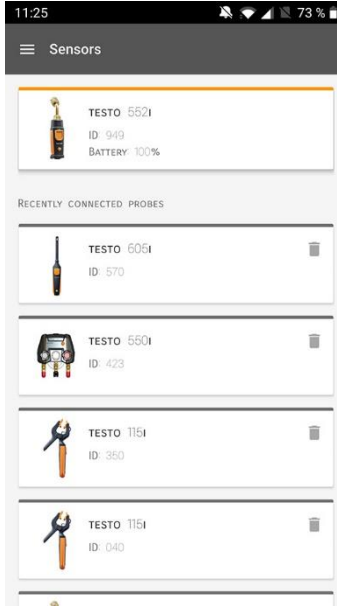 11:25
73 %
Sensors
TESTO 552I
ID: 949
BATTERY: 100%
RECENTLY CONNECTED PROBES
TESTO 605I
ID: 570
TESTO 550I
ID: 423
TESTO 115I
ID: 350
TESTO 115I
ID: 040